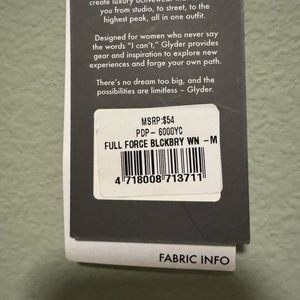 create luxury activewear
you from studio, to street, to the
highest peak, all in one outfit.
Designed for women who never say
the words "I can't," Glyder provides
gear and inspiration to explore new
experiences and forge your own path.
There's no dream too big, and the
possibilities are limitless – Glyder.
MSRP:$54
PDP- 6000YC
FULL FORCE BLCKBRY WN -M
4 718008 713711
FABRIC INFO